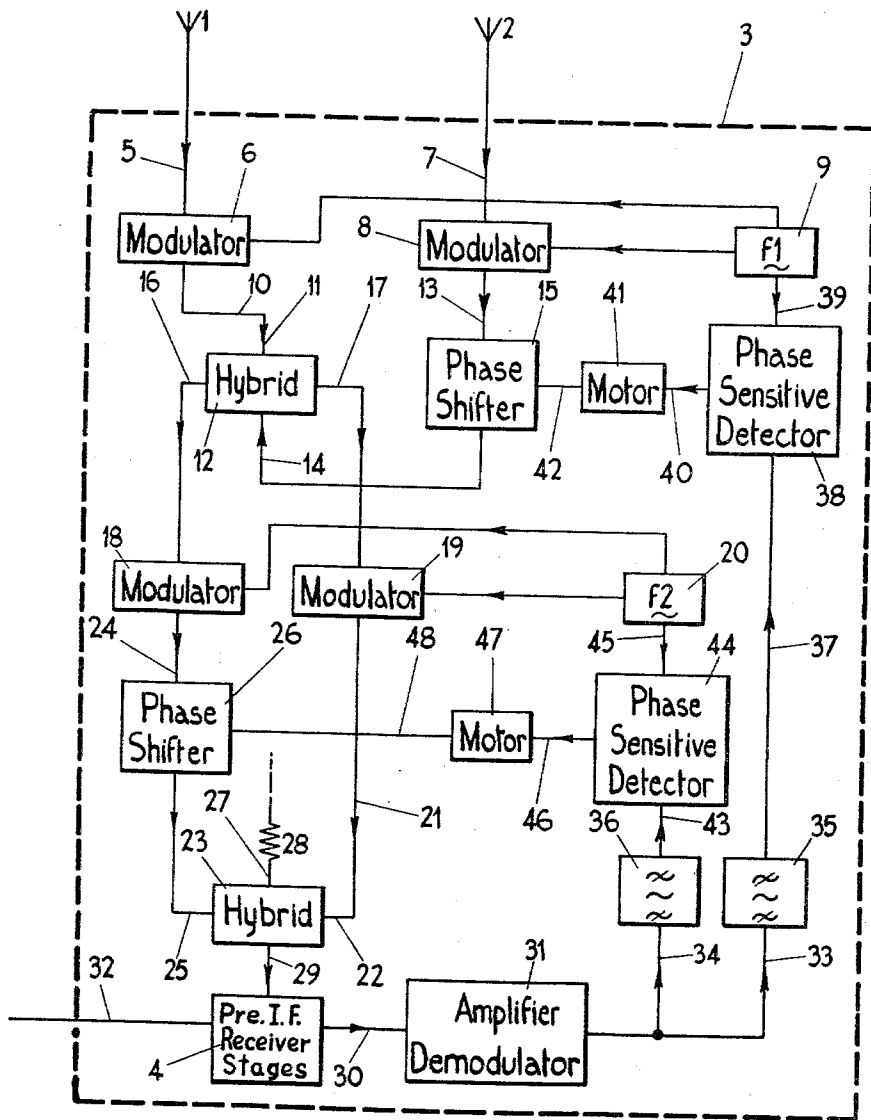 1
2
3
5
6
7
8
9
Modulator
Modulator
f1
16
10
11
17
13
15
41
39
Hybrid
Phase
Shifter
Motor
Phase
Sensitive
Detector
12
14
42
40
38
18
19
20
Modulator
Modulator
f2
24
26
48
47
45
44
37
Phase
Shifter
Motor
Phase
Sensitive
Detector
27
28
21
46
43
23
36
35
Hybrid
25
29
22
34
33
32
31
Pre.I.F.
Receiver
Stages
Amplifier
Demodulator
4
30